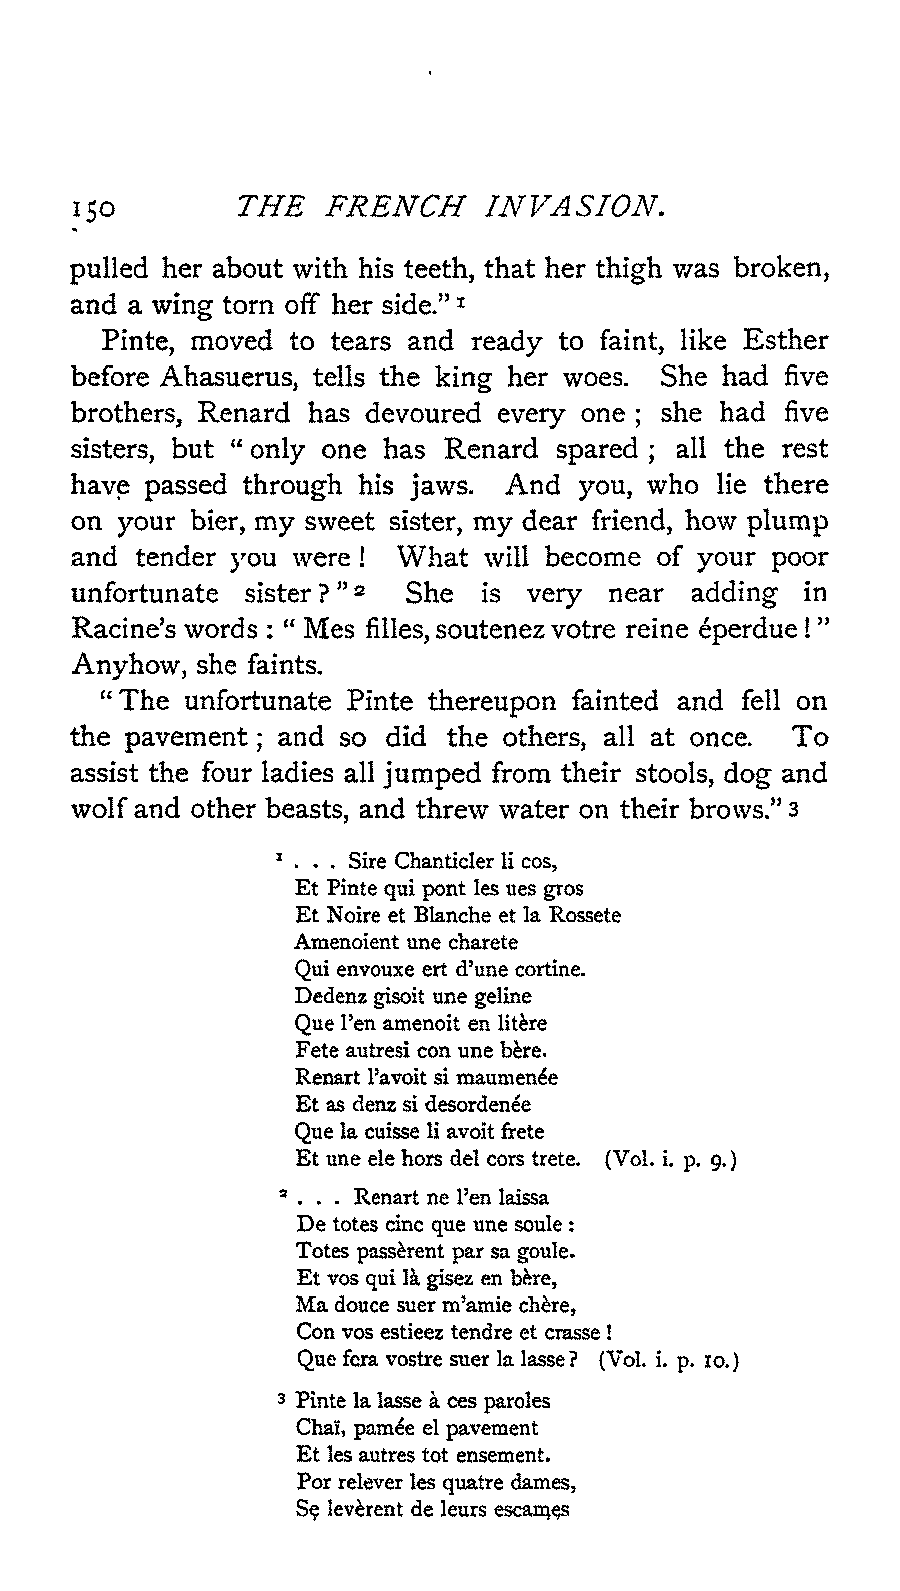 150 THE FRENCH INVASION.
pulled her about with his teeth, that her thigh was broken,
and a wing torn off her side." 1
Pinte, moved to tears and ready to faint, like Esther
before Ahasuerus, tells the king her woes. She had five
brothers, Renard has devoured every one ; she had five
sisters, but " only one has Renard spared ; all the rest
have passed through his jaws. And you, who lie there
on your bier, my sweet sister, my dear friend, how plump
and tender you were ! What will become of your poor
unfortunate sister ? " 2 She is very near adding in
Racine's words : " Mes filles, soutenez votre reine éperdue ! "
Anyhow, she faints.
" The unfortunate Pinte thereupon fainted and fell on
the pavement ; and so did the others, all at once. To
assist the four ladies all jumped from their stools, dog and
wolf and other beasts, and threw water on their brows." 3
1 . . . Sire Chanticler li cos,
Et Pinte qui pont les ues gros
Et Noire et Blanche et la Rossete
Amenoient une charete
Qui envouxe ert d'une cortine.
Dedenz gisoit une geline
Que l'en amenoit en litère
Fete autresi con une bère.
Renart l'avoit si maumenée
Et as denz si desordenée
Que la cuisse li avoit frete
Et une ele hors del cors trete. (Vol. i. p. 9.)
2 . . . Renart ne l'en laissa
De totes cinc que une soule :
Totes passèrent par sa goule.
Et vos qui là gisez en bère,
Ma douce suer m'amie chère,
Con vos estieez tendre et crasse !
Que fera vostre suer la lasse ? (Vol. i. p. 10.)
3 Pinte la lasse à ces paroles
Chaï, pamée el pavement
Et les autres tot ensement.
Por relever les quatre dames,
Se levèrent de leurs escames